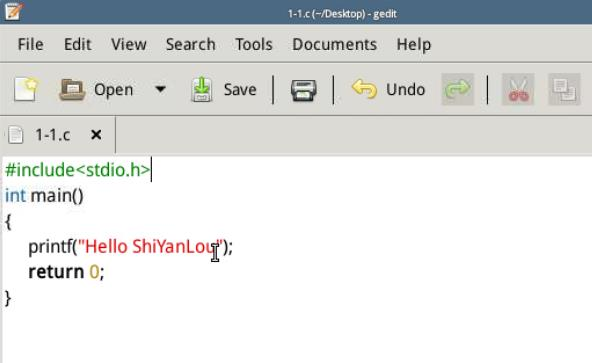 1-1.c (~/Desktop) - gedit
File Edit View Search Tools Documents Help
Open Save Undo
1-1.c
#include<stdio.h>
int main()
{
printf("Hello ShiYanLou");
return 0;
}